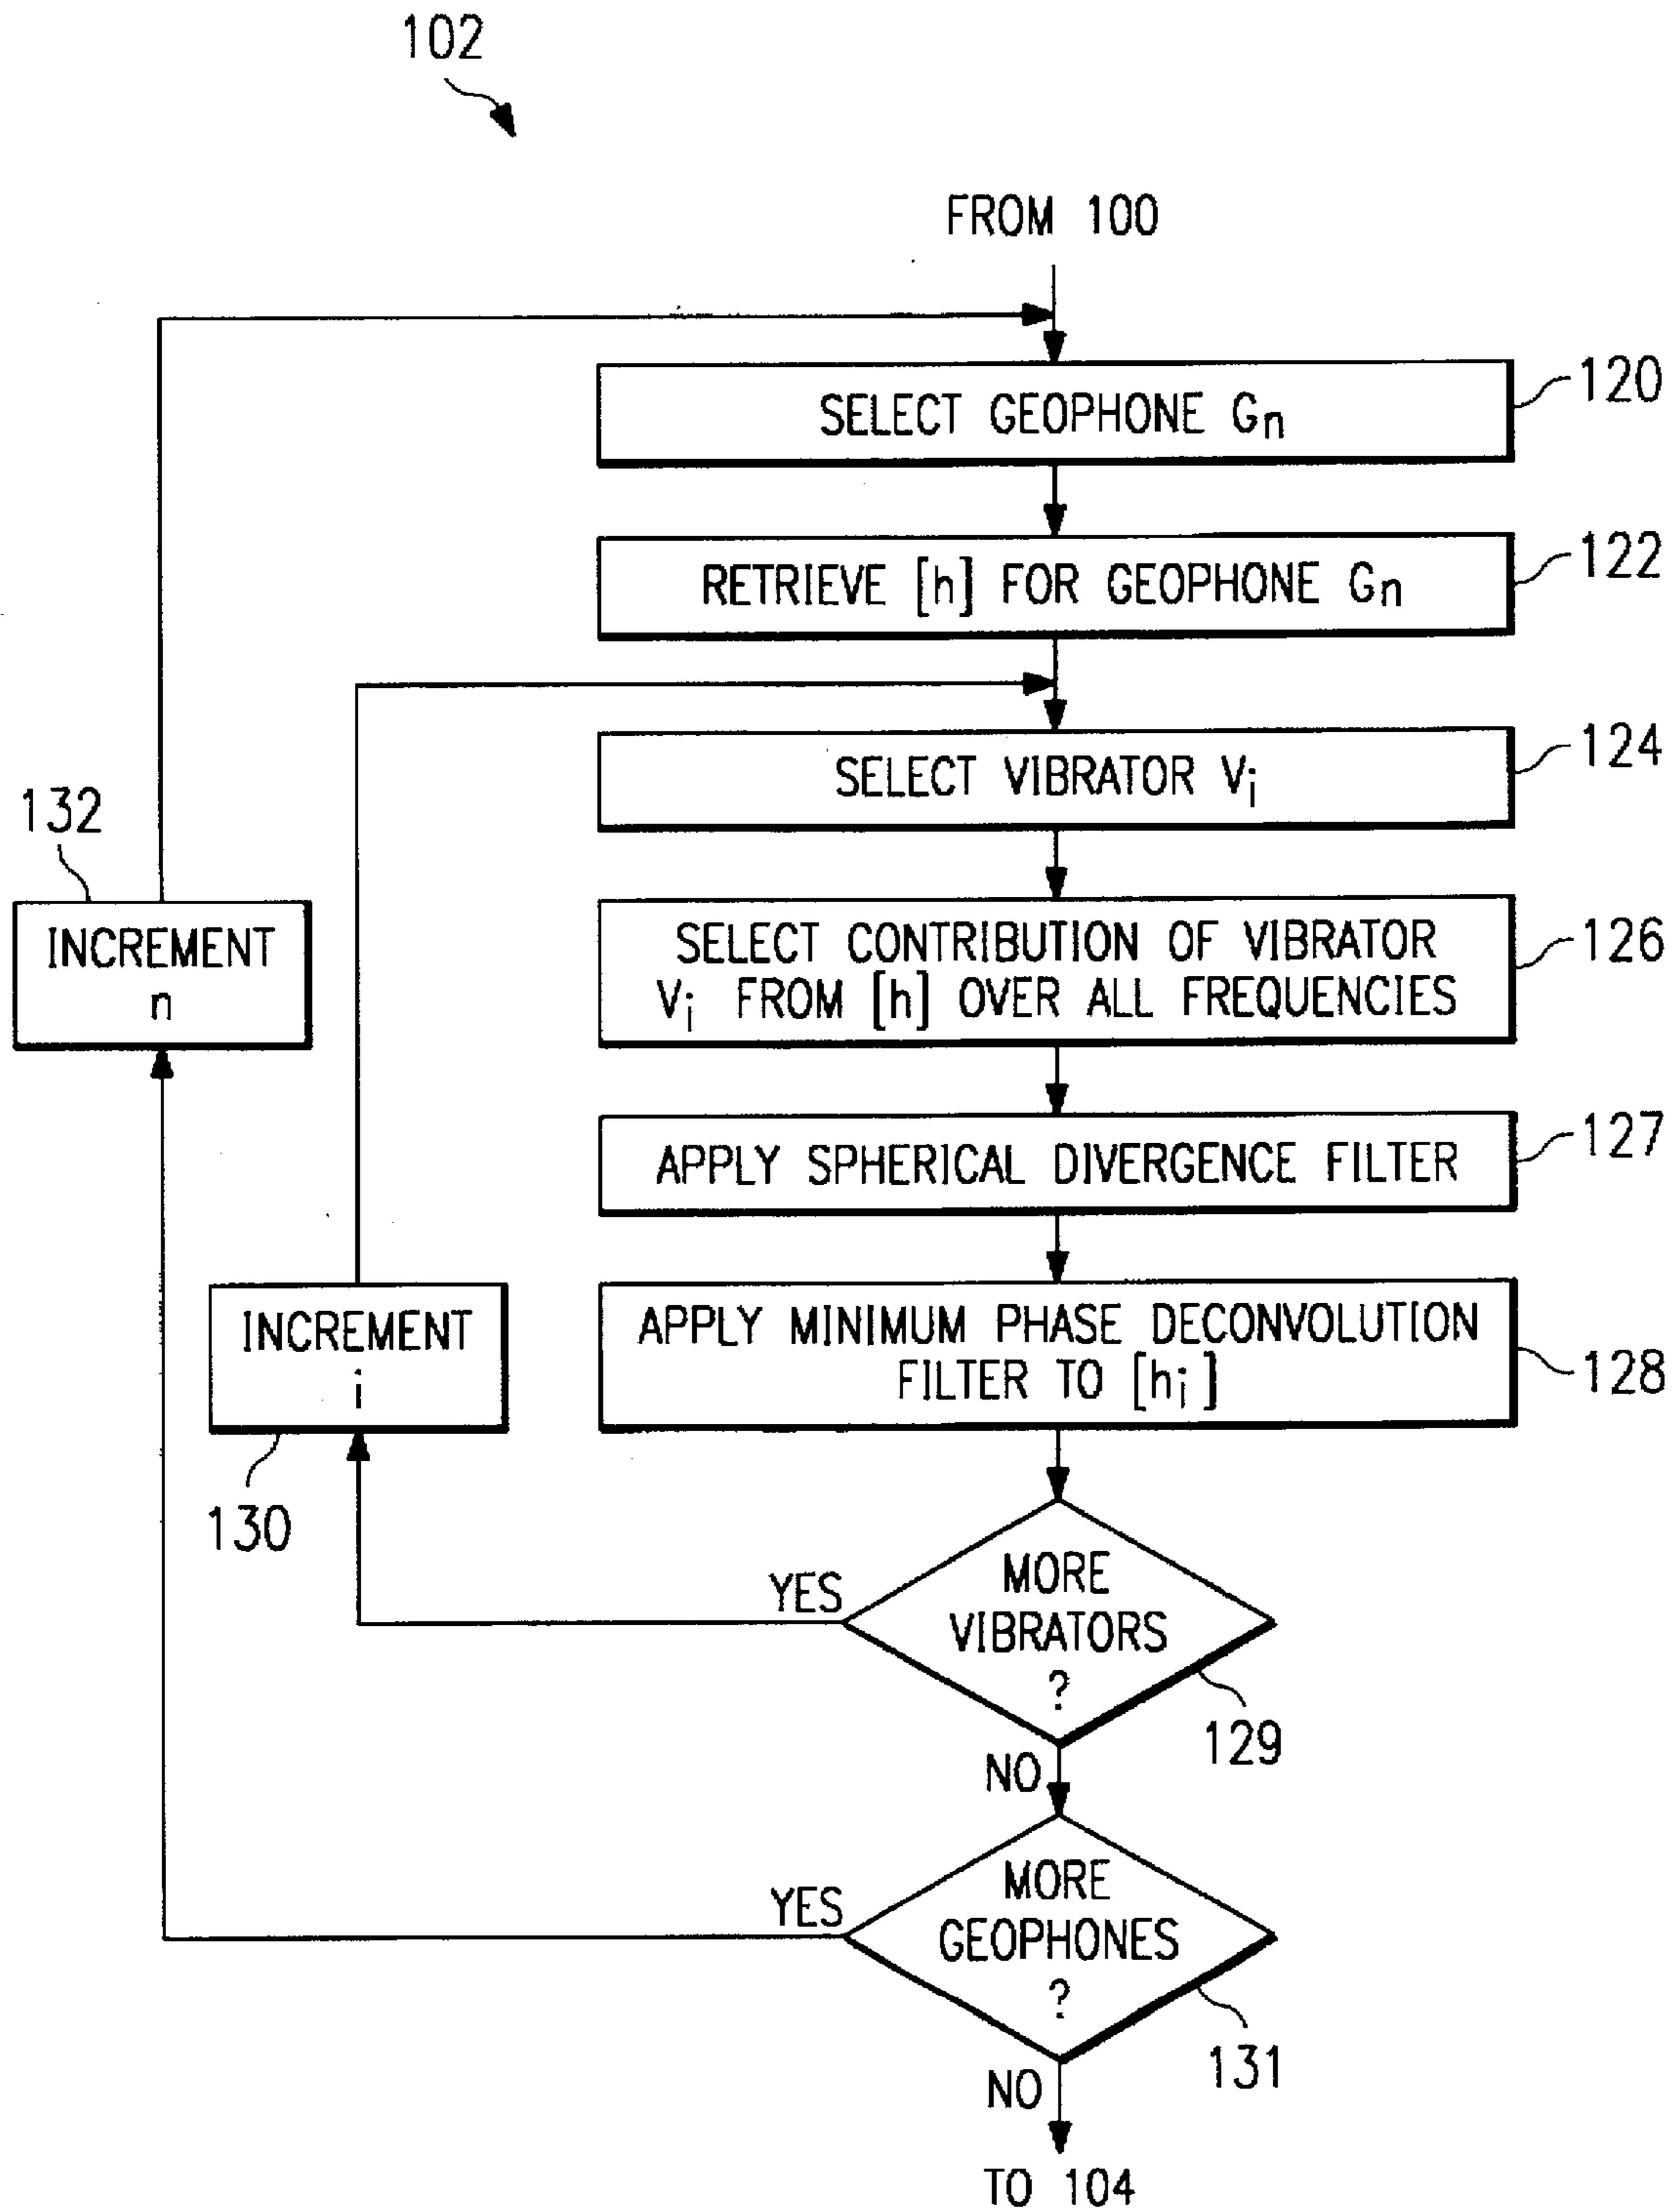 102
FROM 100
SELECT GEOPHONE Gn
120
RETRIEVE [h] FOR GEOPHONE Gn
122
SELECT VIBRATOR Vi
124
132
INCREMENT
n
SELECT CONTRIBUTION OF VIBRATOR
Vi FROM [h] OVER ALL FREQUENCIES
126
APPLY SPHERICAL DIVERGENCE FILTER
127
INCREMENT
i
130
APPLY MINIMUM PHASE DECONVOLUTION
FILTER TO [hi]
128
YES
MORE
VIBRATORS
?
129
NO
YES
MORE
GEOPHONES
?
131
NO
TO 104